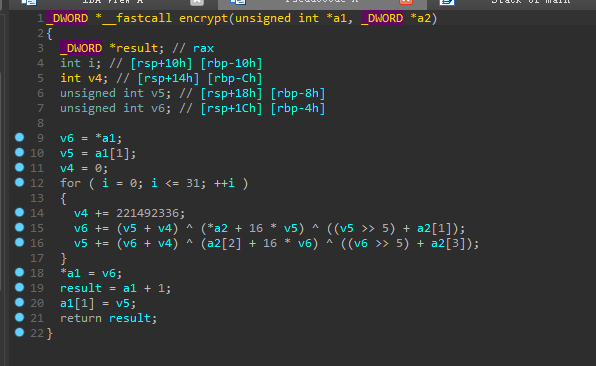 Stack of main
1 _DWORD *__fastcall encrypt(unsigned int *a1, _DWORD *a2)
2 {
3 _DWORD *result; // rax
4 int i; // [rsp+10h] [rbp-10h]
5 int v4; // [rsp+14h] [rbp-Ch]
6 unsigned int v5; // [rsp+18h] [rbp-8h]
7 unsigned int v6; // [rsp+1Ch] [rbp-4h]
8
9 v6 = *a1;
10 v5 = a1[1];
11 v4 = 0;
12 for ( i = 0; i <= 31; ++i )
13 {
14 v4 += 221492336;
15 v6 += (v5 + v4) ^ (*a2 + 16 * v5) ^ ((v5 >> 5) + a2[1]);
16 v5 += (v6 + v4) ^ (a2[2] + 16 * v6) ^ ((v6 >> 5) + a2[3]);
17 }
18 *a1 = v6;
19 result = a1 + 1;
20 a1[1] = v5;
21 return result;
22 }